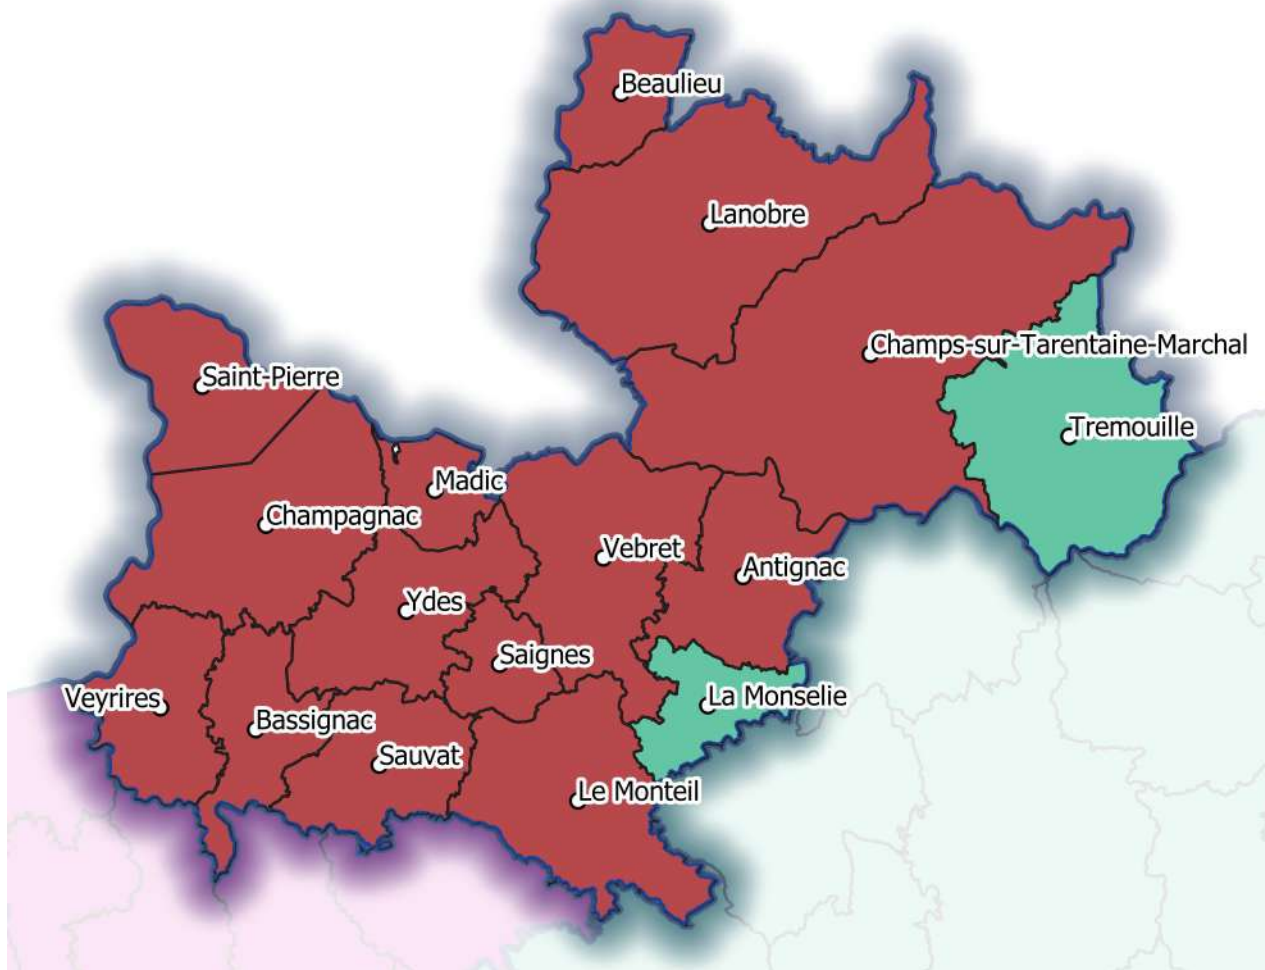 Beaulieu
Lanobre
Champs-sur-Tarentaine-Marchal
Saint-Pierre
Tremouille
Madic
Champagnac
Vebret
Antignac
Ydes
Saignes
Veyrires
La Monselie
Bassignac
Sauvat
Le Monteil